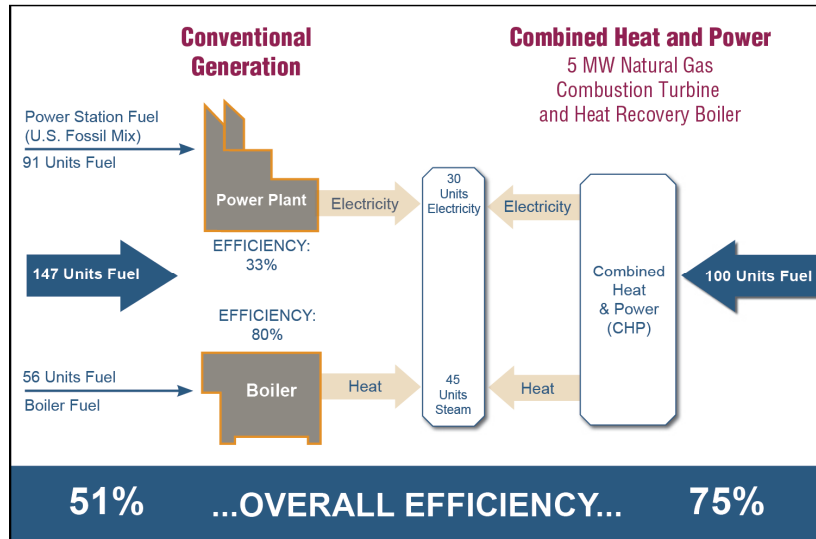 Conventional
Generation
Combined Heat and Power
5 MW Natural Gas
Combustion Turbine
and Heat Recovery Boiler
Power Station Fuel
(U.S. Fossil Mix)
91 Units Fuel
Power Plant
EFFICIENCY:
33%
Electricity
30
Units
Electricity
Electricity
147 Units Fuel
Combined
Heat
& Power
(CHP)
100 Units Fuel
EFFICIENCY:
80%
56 Units Fuel
Boiler Fuel
Boiler
Heat
45
Units
Steam
Heat
51% ...OVERALL EFFICIENCY... 75%